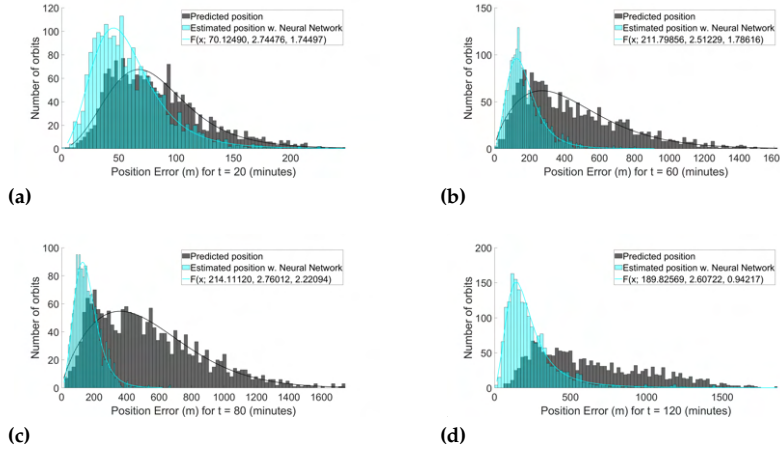 120
100
80
60
40
20
0
Number of orbits
Predicted position
Estimated position w. Neural Network
F(x; 70.12490, 2.74476, 1.74497)
0 50 100 150 200
Position Error (m) for t = 20 (minutes)
(a)
150
100
50
0
Number of orbits
Predicted position
Estimated position w. Neural Network
F(x; 211.79856, 2.51229, 1.78616)
0 200 400 600 800 1000 1200 1400 1600
Position Error (m) for t = 60 (minutes)
(b)
100
80
60
40
20
0
Number of orbits
Predicted position
Estimated position w. Neural Network
F(x; 214.11120, 2.76012, 2.22094)
0 200 400 600 800 1000 1200 1400 1600
Position Error (m) for t = 80 (minutes)
(c)
200
150
100
50
0
Number of orbits
Predicted position
Estimated position w. Neural Network
F(x; 189.82569, 2.60722, 0.94217)
500 1000 1500
Position Error (m) for t = 120 (minutes)
(d)